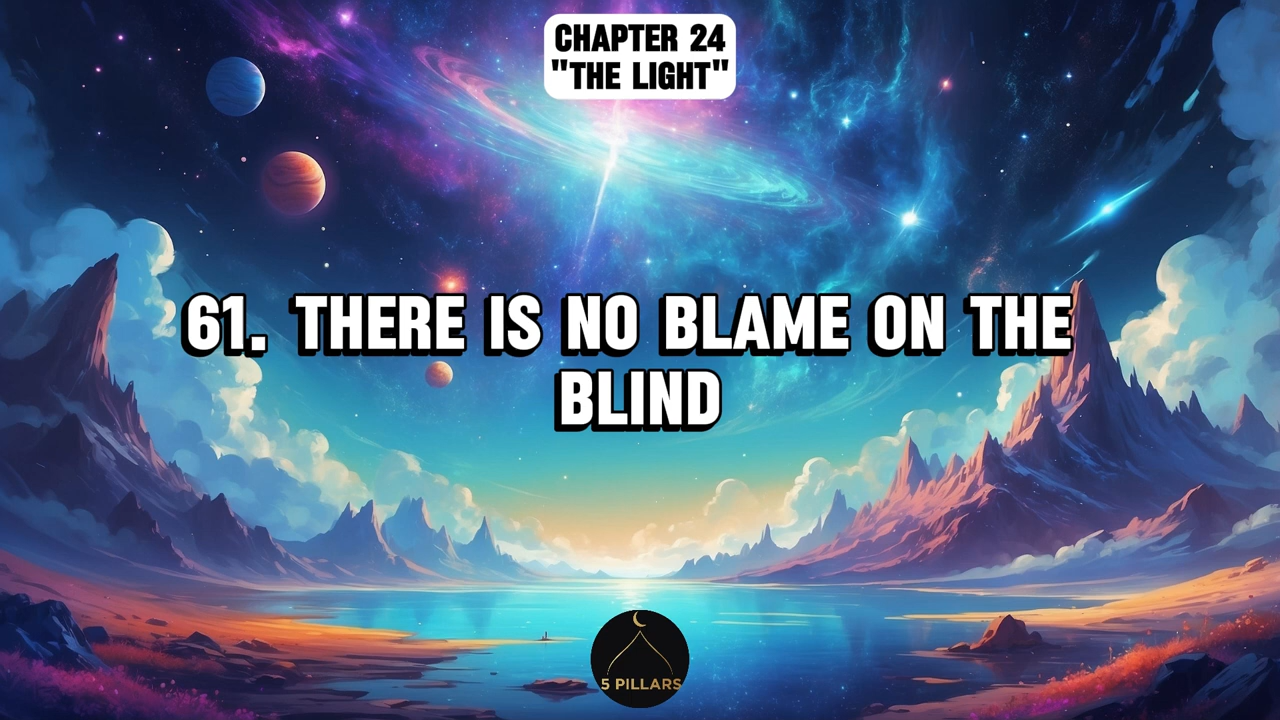 CHAPTER 24
"THE LIGHT"
61. THERE IS NO BLAME ON THE
BLIND
5 PILLARS